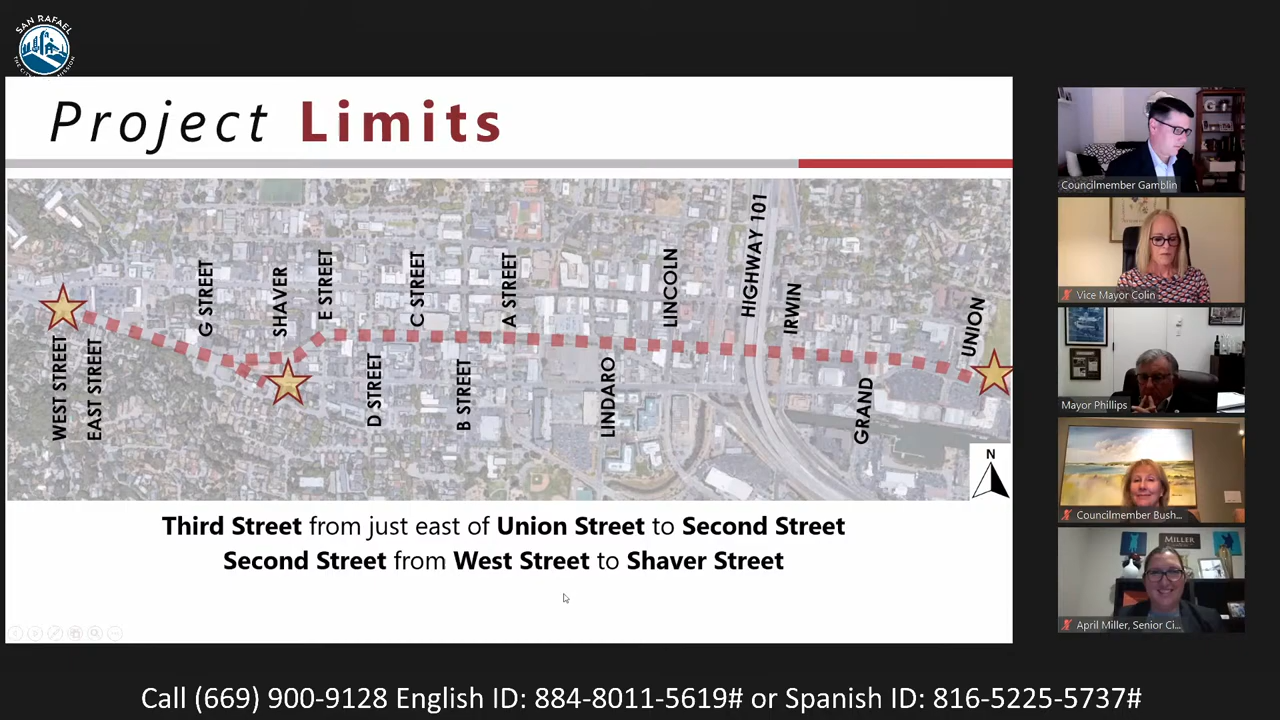 SAN RAFAEL
Project Limits
WEST STREET
EAST STREET
G STREET
SHAVER
E STREET
D STREET
C STREET
B STREET
A STREET
LINDARO
LINCOLN
HIGHWAY 101
IRWIN
GRAND
UNION
N
Third Street from just east of Union Street to Second Street
Second Street from West Street to Shaver Street
Councilmember Gamblin
Vice Mayor Colin
Mayor Phillips
Councilmember Bush...
MILLER
April Miller, Senior Ci...
Call (669) 900-9128 English ID: 884-8011-5619# or Spanish ID: 816-5225-5737#